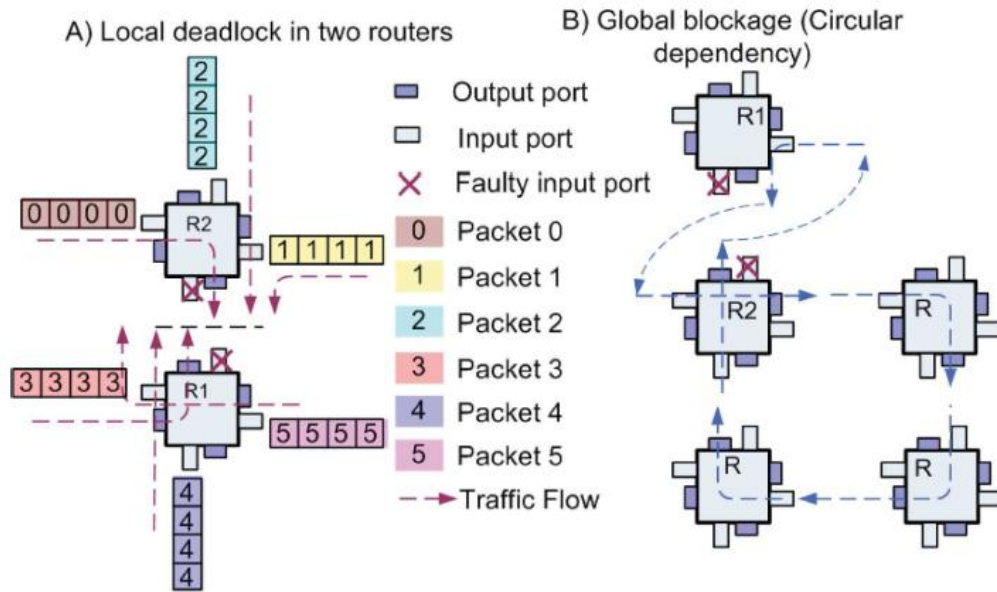 A) Local deadlock in two routers
2
2
2
2
0 0 0 0
R2
1 1 1 1
3 3 3 3
R1
5 5 5 5
4
4
4
4
Output port
Input port
Faulty input port
0 Packet 0
1 Packet 1
2 Packet 2
3 Packet 3
4 Packet 4
5 Packet 5
Traffic Flow
B) Global blockage (Circular
dependency)
R1
R2
R
R
R